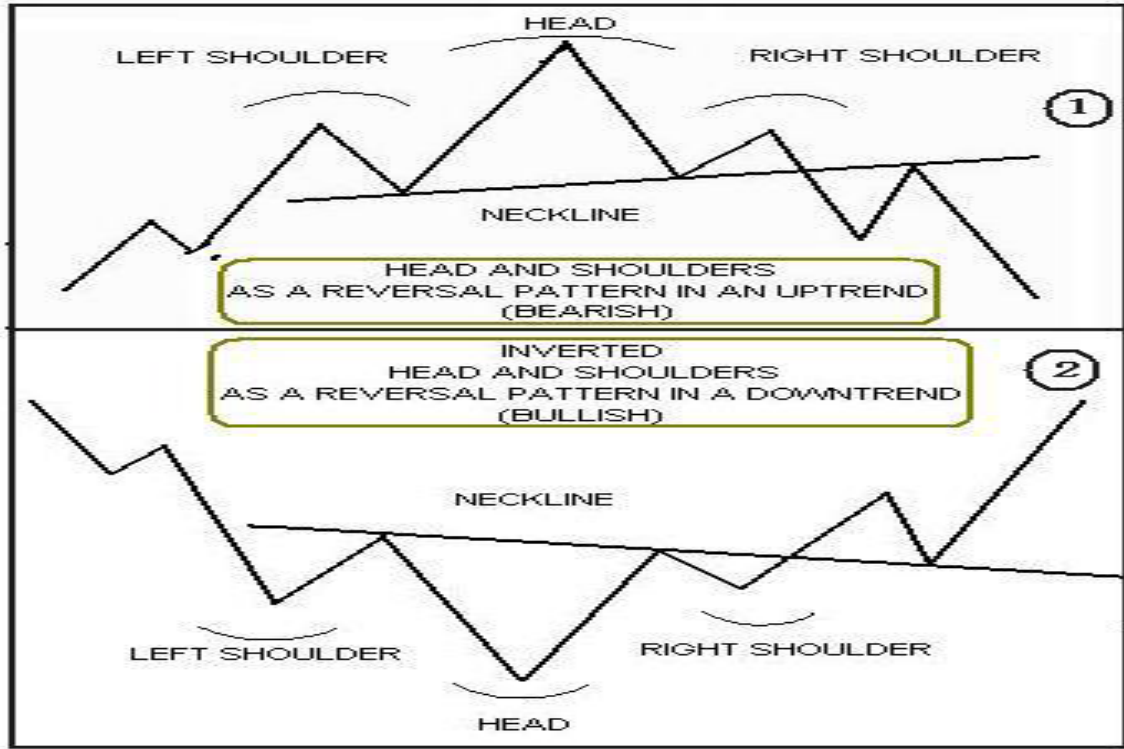 HEAD
LEFT SHOULDER
RIGHT SHOULDER
1
NECKLINE
HEAD AND SHOULDERS
AS A REVERSAL PATTERN IN AN UPTREND
(BEARISH)
INVERTED
HEAD AND SHOULDERS
AS A REVERSAL PATTERN IN A DOWNTREND
(BULLISH)
2
NECKLINE
LEFT SHOULDER
RIGHT SHOULDER
HEAD